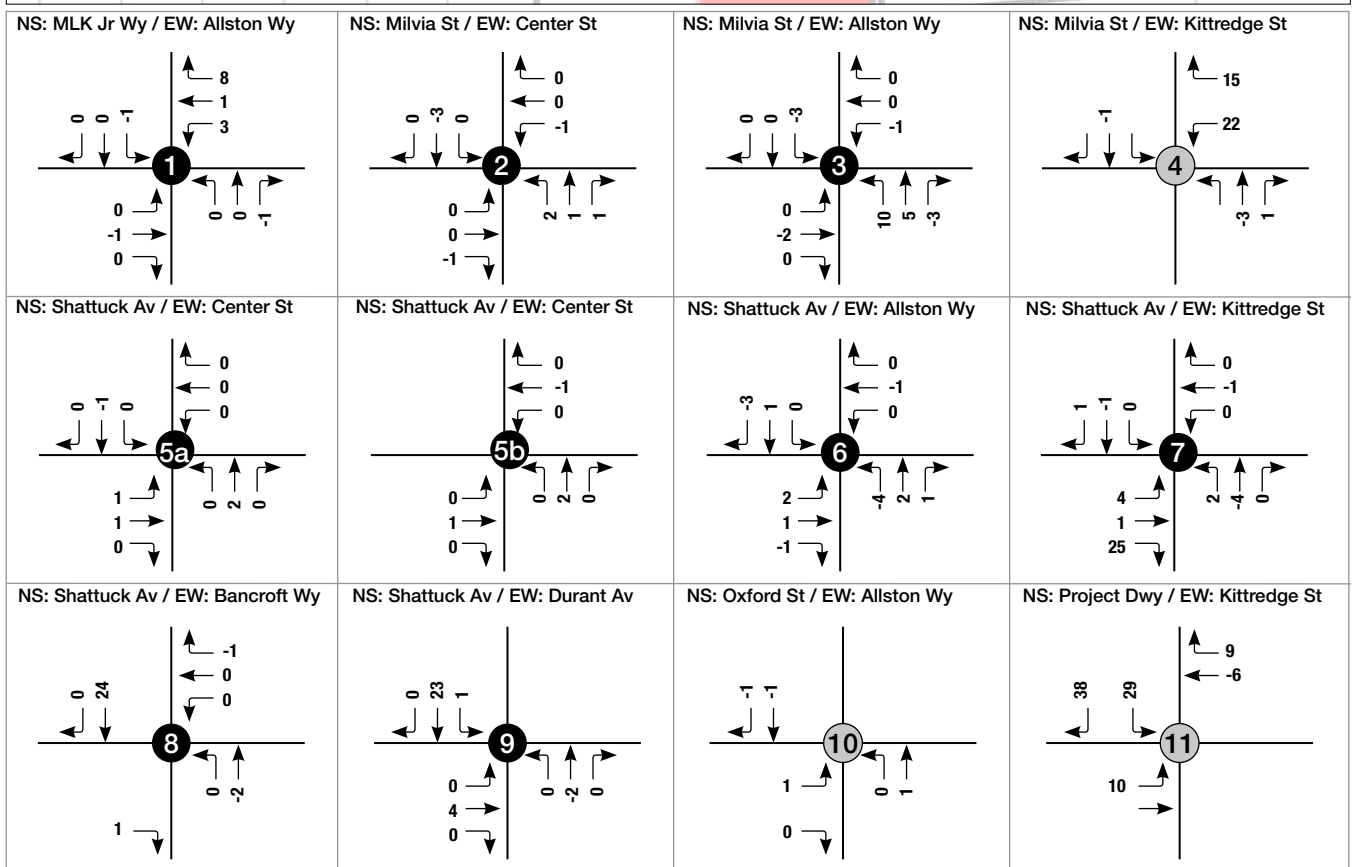 NS: MLK Jr Wy / EW: Allston Wy
8
1
3
0 0 -1
1
0
-1
0
0 0 -1
NS: Milvia St / EW: Center St
0
0
-1
0 -3 0
2
0
0
-1
2 1 1
NS: Milvia St / EW: Allston Wy
0
0
-1
0 0 -3
3
0
-2
0
10 5 -3
NS: Milvia St / EW: Kittredge St
15
22
-1
4
-3 1
NS: Shattuck Av / EW: Center St
0
0
0
0 -1 0
5a
1
1
0
0 2 0
NS: Shattuck Av / EW: Center St
0
-1
0
5b
0
1
0
0 2 0
NS: Shattuck Av / EW: Allston Wy
0
-1
0
-3 1 0
6
2
1
-1
-4 2 1
NS: Shattuck Av / EW: Kittredge St
0
-1
0
1 -1 0
7
4
1
25
2 -4 0
NS: Shattuck Av / EW: Bancroft Wy
-1
0
0
0 24
8
0 -2
1
NS: Shattuck Av / EW: Durant Av
0 23 1
9
0
4
0
0 -2 0
NS: Oxford St / EW: Allston Wy
-1 -1
10
1
0
0 1
NS: Project Dwy / EW: Kittredge St
9
-6
38 29
11
10